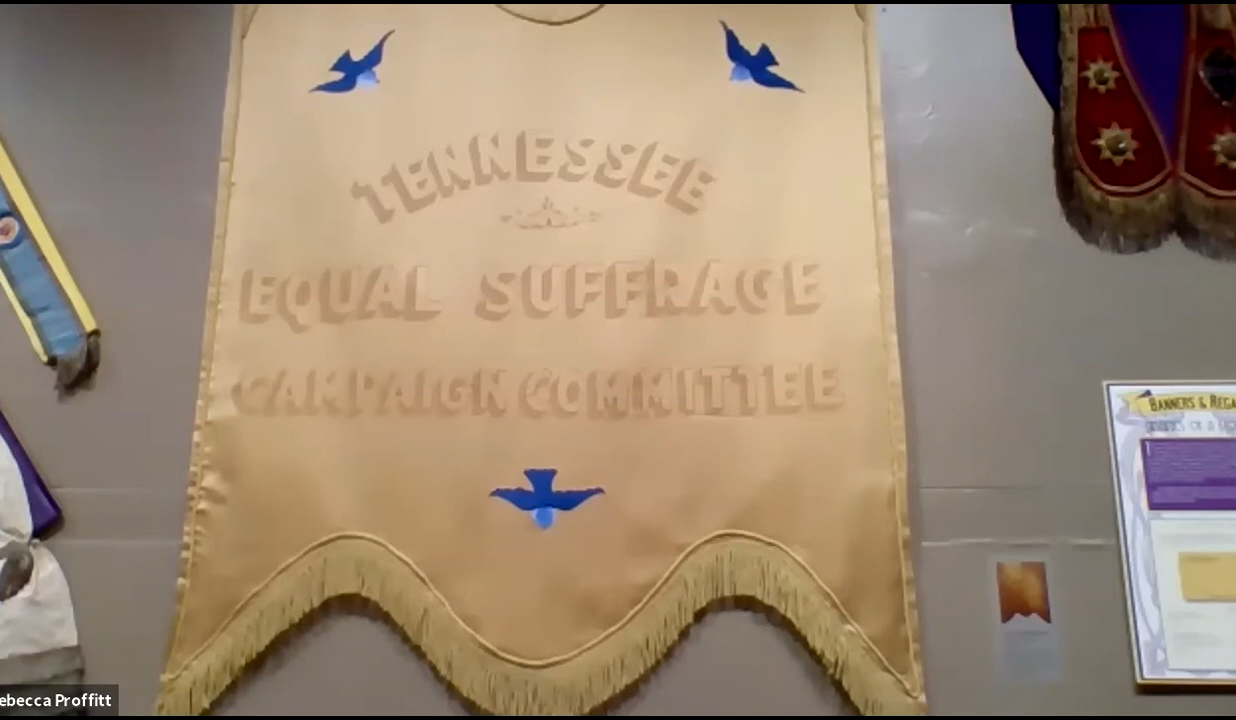 TENNESSEE
EQUAL SUFFRAGE
CAMPAIGN COMMITTEE
BANNERS & REGA
ebecca Proffitt